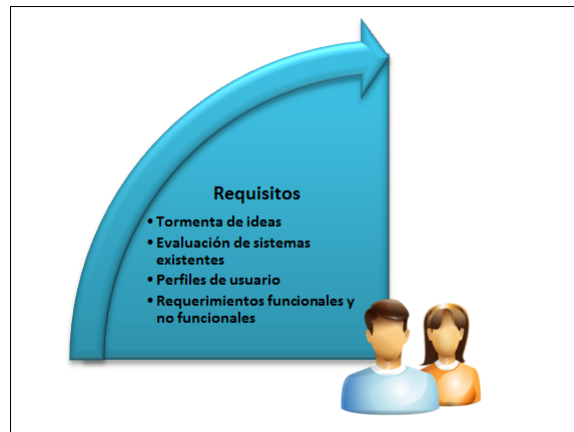 Requisitos
• Tormenta de ideas
• Evaluación de sistemas
existentes
• Perfiles de usuario
• Requerimientos funcionales y
no funcionales